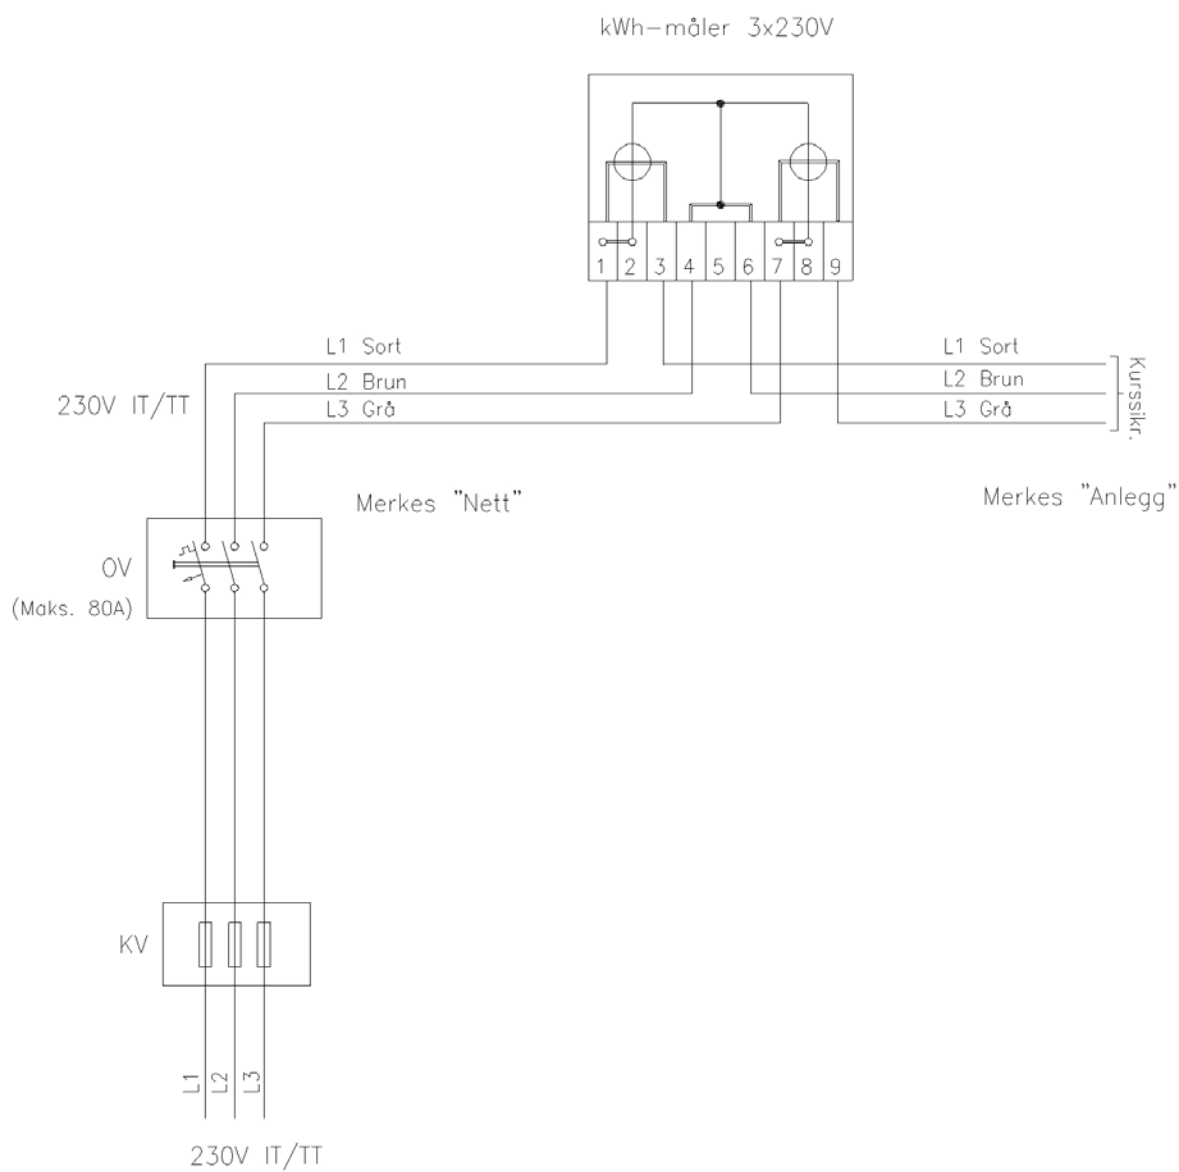 kWh-måler 3x230V
1 2 3 4 5 6 7 8 9
L1 Sort
L2 Brun
L3 Grå
L1 Sort
L2 Brun
L3 Grå
Kurssikr.
230V IT/TT
Merkes "Nett"
Merkes "Anlegg"
OV
(Maks. 80A)
KV
L1
L2
L3
230V IT/TT